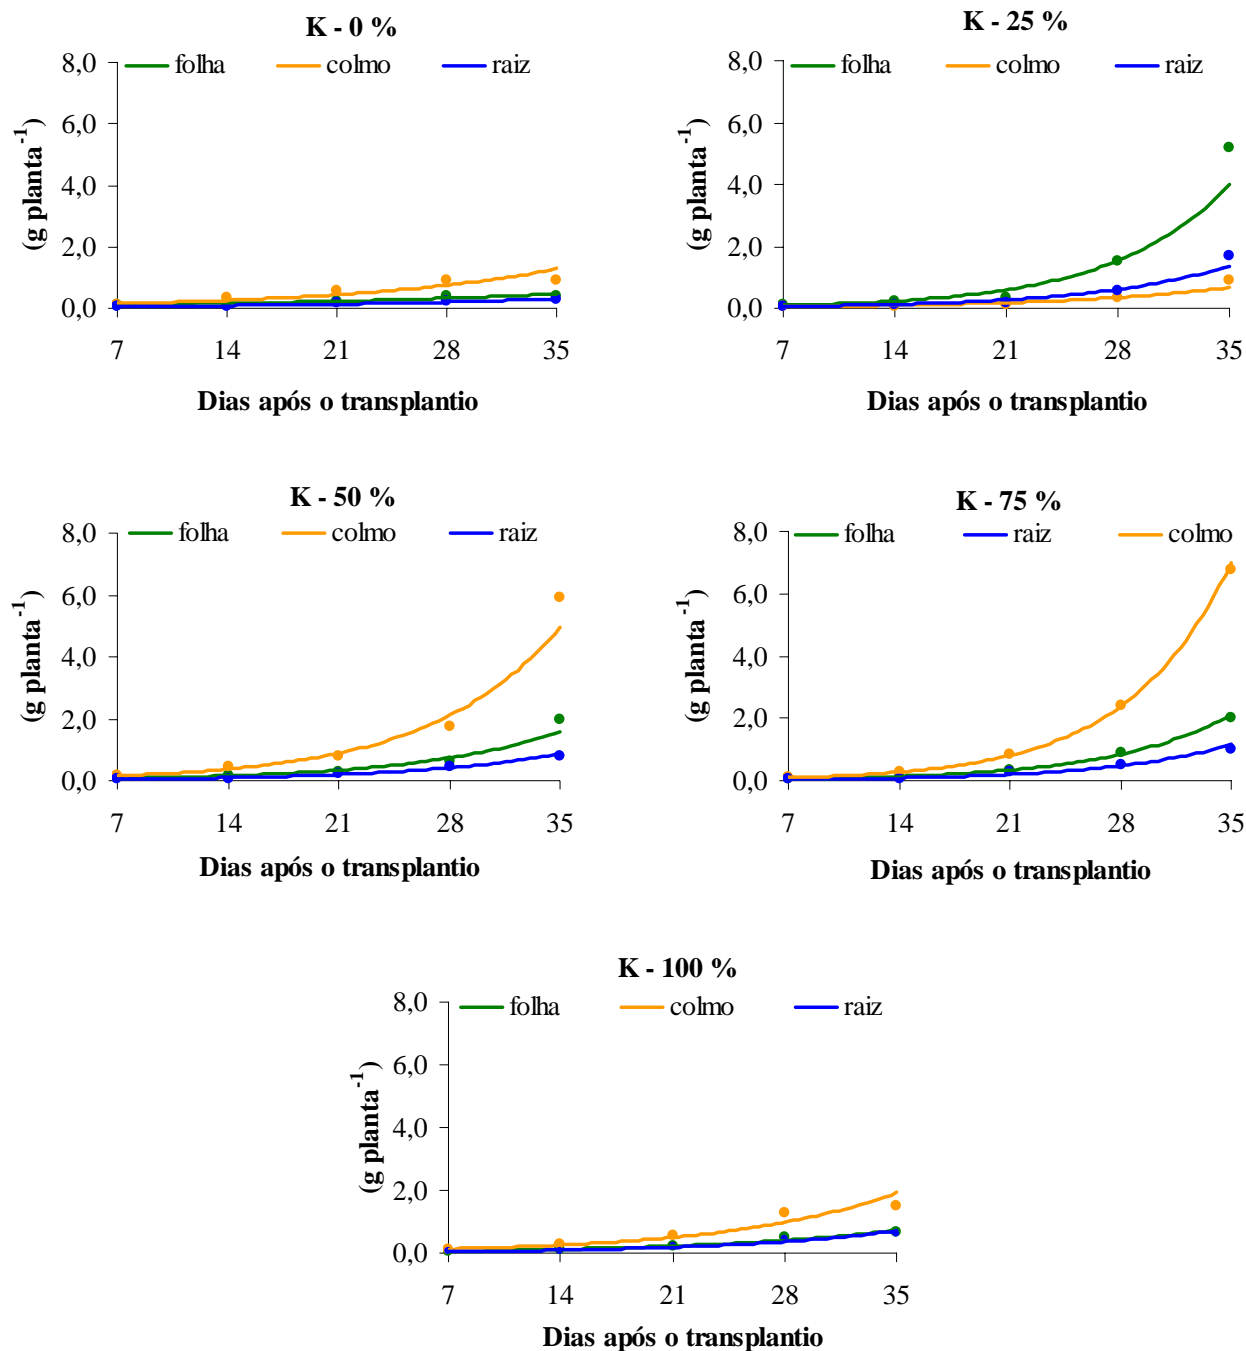 K - 0 %
folha colmo raiz
8,0
6,0
4,0
2,0
0,0
(g planta-1)
7 14 21 28 35
Dias após o transplantio
K - 25 %
folha colmo raiz
8,0
6,0
4,0
2,0
0,0
(g planta-1)
7 14 21 28 35
Dias após o transplantio
K - 50 %
folha colmo raiz
8,0
6,0
4,0
2,0
0,0
(g planta-1)
7 14 21 28 35
Dias após o transplantio
K - 75 %
folha raiz colmo
8,0
6,0
4,0
2,0
0,0
(g planta-1)
7 14 21 28 35
Dias após o transplantio
K - 100 %
folha colmo raiz
8,0
6,0
4,0
2,0
0,0
(g planta-1)
7 14 21 28 35
Dias após o transplantio